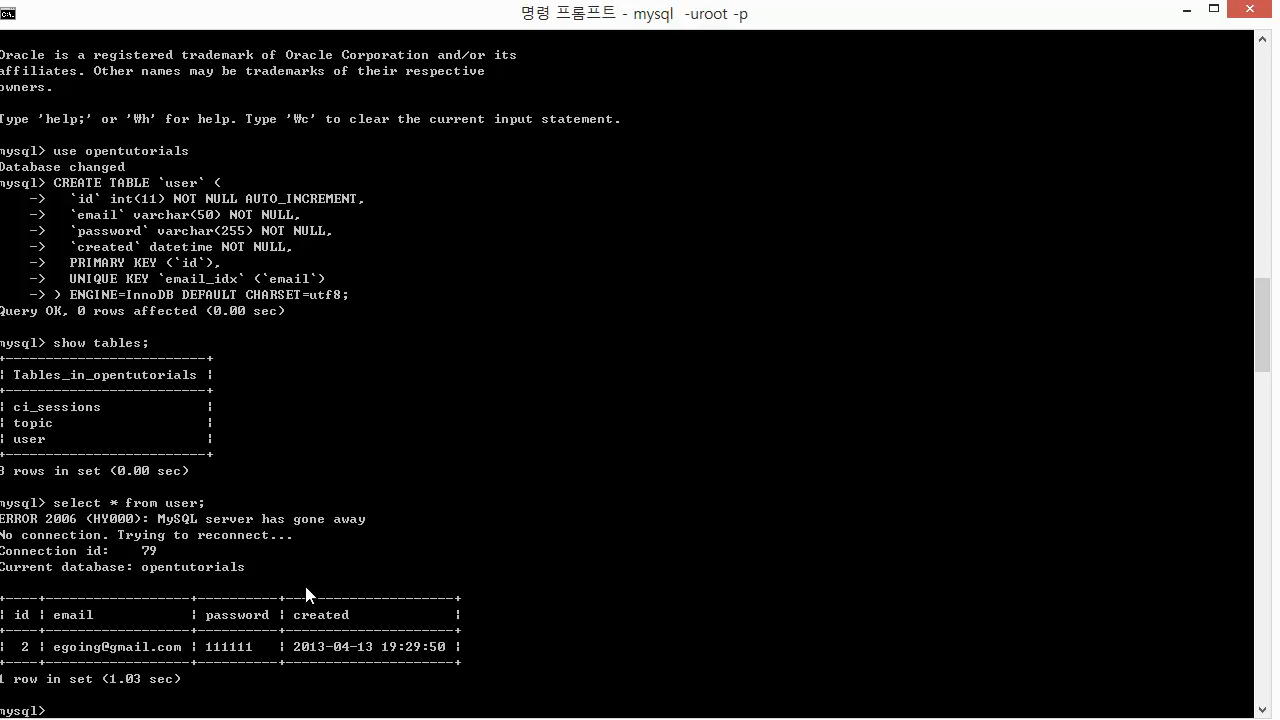 명령 프롬프트 - mysql  -uroot -p
Oracle is a registered trademark of Oracle Corporation and/or its
affiliates. Other names may be trademarks of their respective
owners.
Type 'help;' or '₩h' for help. Type '₩c' to clear the current input statement.
mysql> use opentutorials
Database changed
mysql> CREATE TABLE `user` (
    ->   `id` int(11) NOT NULL AUTO_INCREMENT,
    ->   `email` varchar(50) NOT NULL,
    ->   `password` varchar(255) NOT NULL,
    ->   `created` datetime NOT NULL,
    ->   PRIMARY KEY (`id`),
    ->   UNIQUE KEY `email_idx` (`email`)
    -> ) ENGINE=InnoDB DEFAULT CHARSET=utf8;
Query OK, 0 rows affected (0.00 sec)
mysql> show tables;
+-------------------------+
| Tables_in_opentutorials |
+-------------------------+
| ci_sessions             |
| topic                   |
| user                    |
+-------------------------+
3 rows in set (0.00 sec)
mysql> select * from user;
ERROR 2006 (HY000): MySQL server has gone away
No connection. Trying to reconnect...
Connection id:    79
Current database: opentutorials
+----+------------------+----------+---------------------+
| id | email            | password | created             |
+----+------------------+----------+---------------------+
|  2 | egoing@gmail.com | 111111   | 2013-04-13 19:29:50 |
+----+------------------+----------+---------------------+
1 row in set (1.03 sec)
mysql>